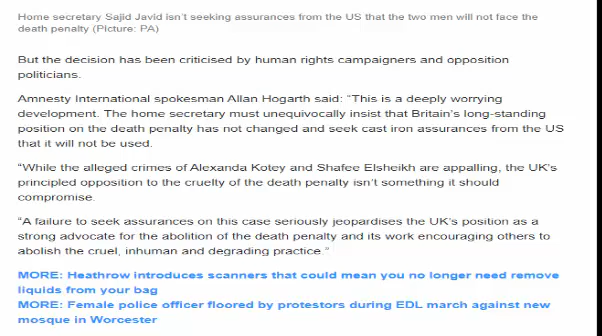 Home secretary Sajid Javid isn't seeking assurances from the US that the two men will not face the
death penalty (Picture: PA)
But the decision has been criticised by human rights campaigners and opposition
politicians.
Amnesty International spokesman Allan Hogarth said: "This is a deeply worrying
development. The home secretary must unequivocally insist that Britain's long-standing
position on the death penalty has not changed and seek cast iron assurances from the US
that it will not be used.
"While the alleged crimes of Alexanda Kotey and Shafee Elsheikh are appalling, the UK's
principled opposition to the cruelty of the death penalty isn't something it should
compromise.
"A failure to seek assurances on this case seriously jeopardises the UK's position as a
strong advocate for the abolition of the death penalty and its work encouraging others to
abolish the cruel, inhuman and degrading practice."
MORE: Heathrow introduces scanners that could mean you no longer need remove
liquids from your bag
MORE: Female police officer floored by protestors during EDL march against new
mosque in Worcester